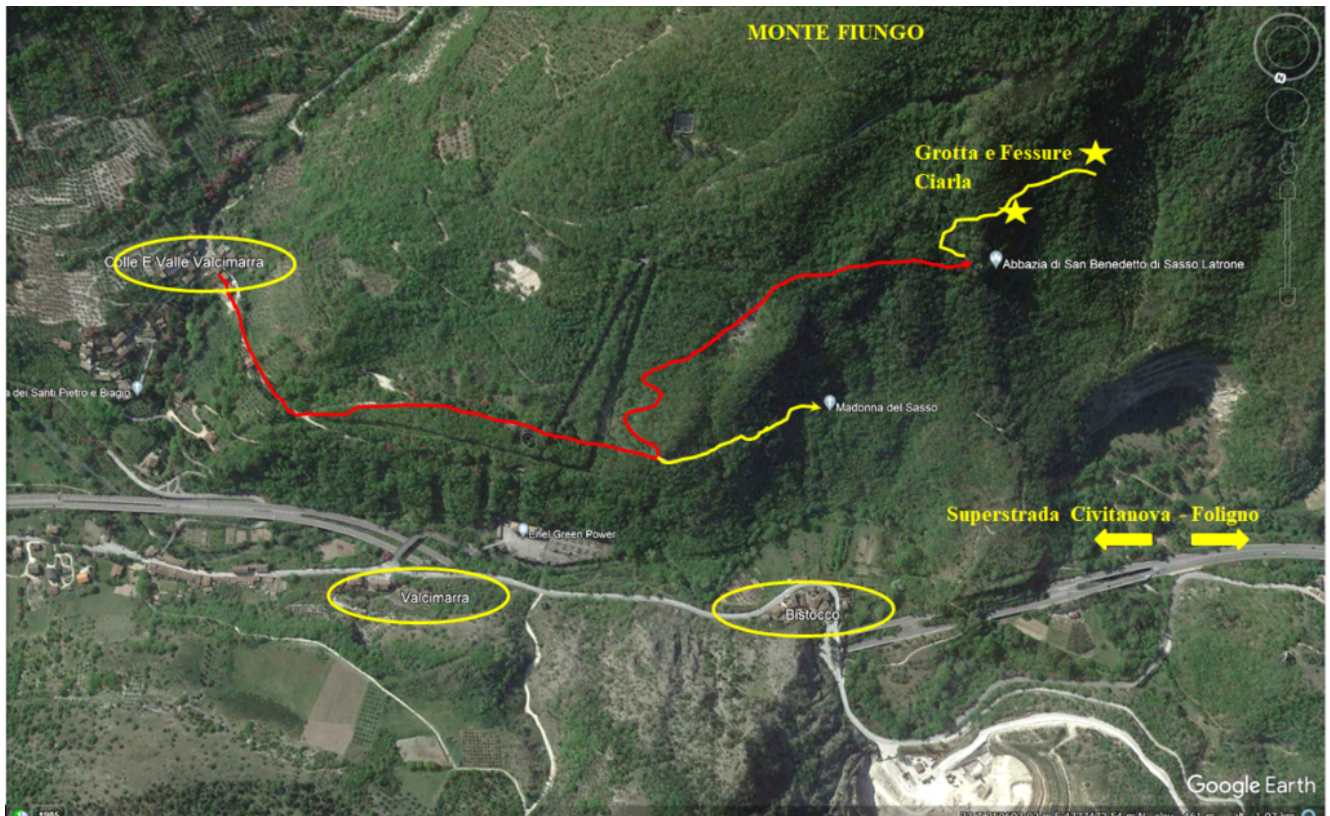 MONTE FIUNGO
N
Grotta e Fessure
Ciarla
Colle E Valle Valcimarra
Abbazia di San Benedetto di Sasso Latrone
a dei Santi Pietro e Biagio
Madonna del Sasso
Superstrada Civitanova - Foligno
Enel Green Power
Valcimarra
Bistocco
Google Earth
1985